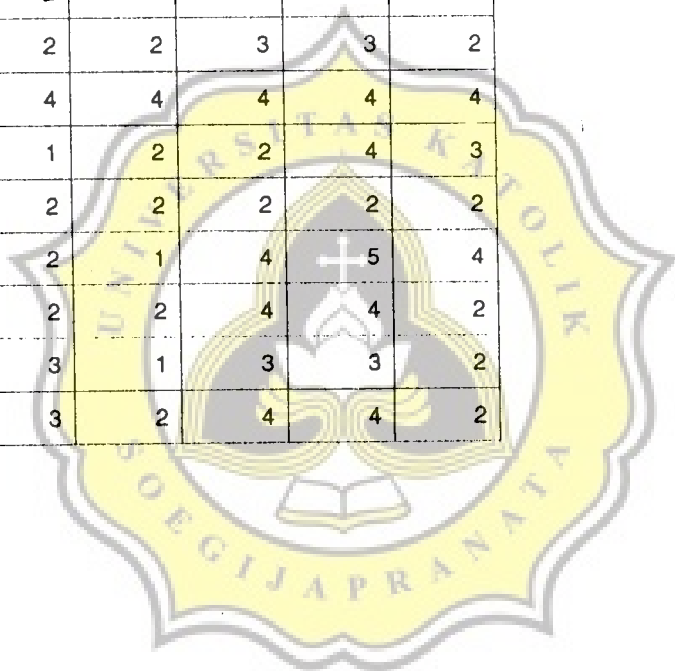 2 2 3 3 2
4 4 4 4 4
1 2 2 4 3
2 2 2 2 2
2 1 4 5 4
2 2 4 4 2
3 1 3 3 2
3 2 4 4 2
UNIVERSITAS KATOLIK
SOEGIJAPRANATA